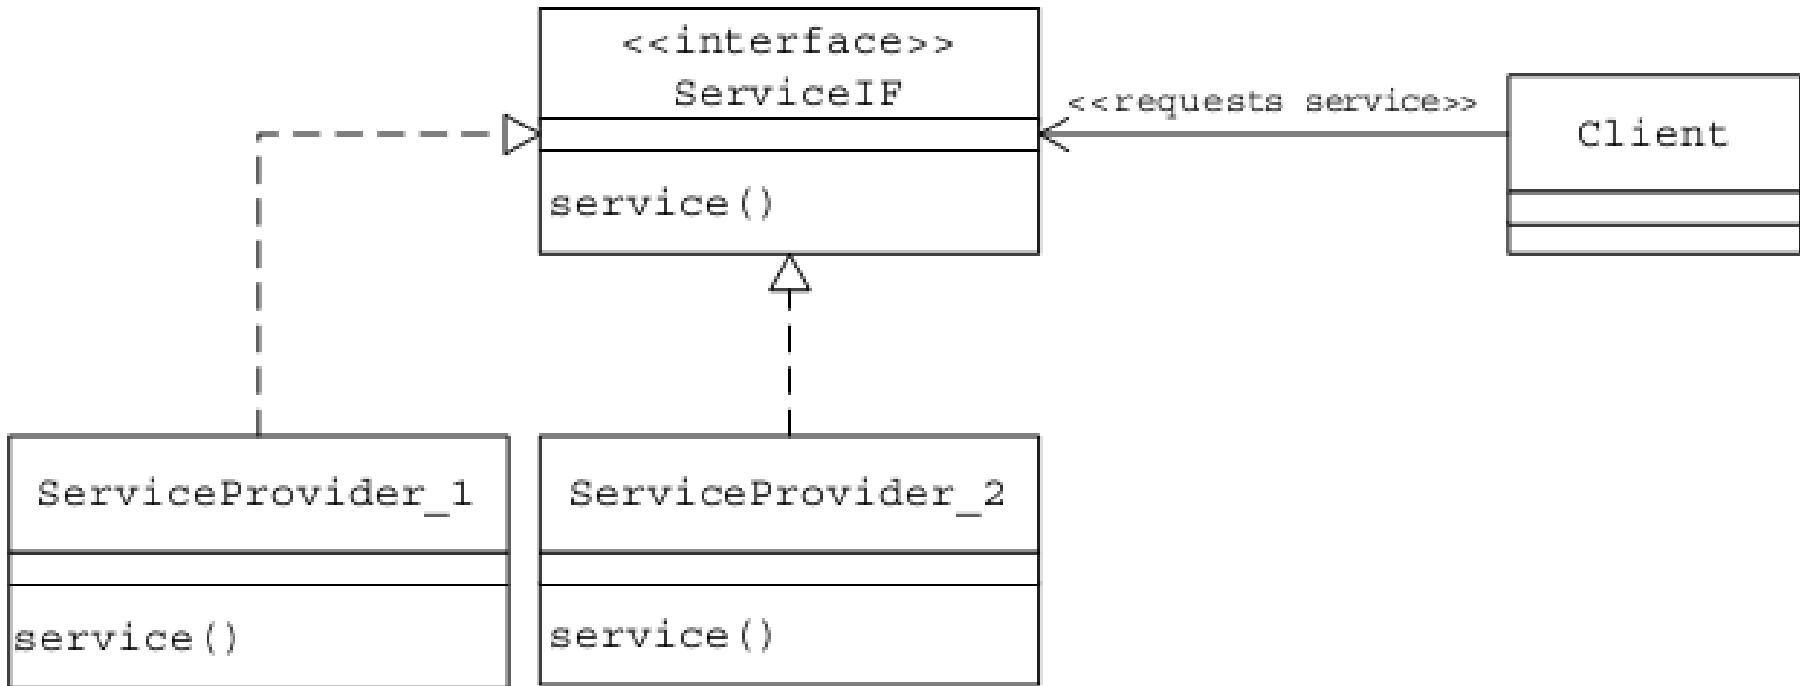 <<interface>>
ServiceIF
service()
<<requests service>>
Client
ServiceProvider_1
service()
ServiceProvider_2
service()